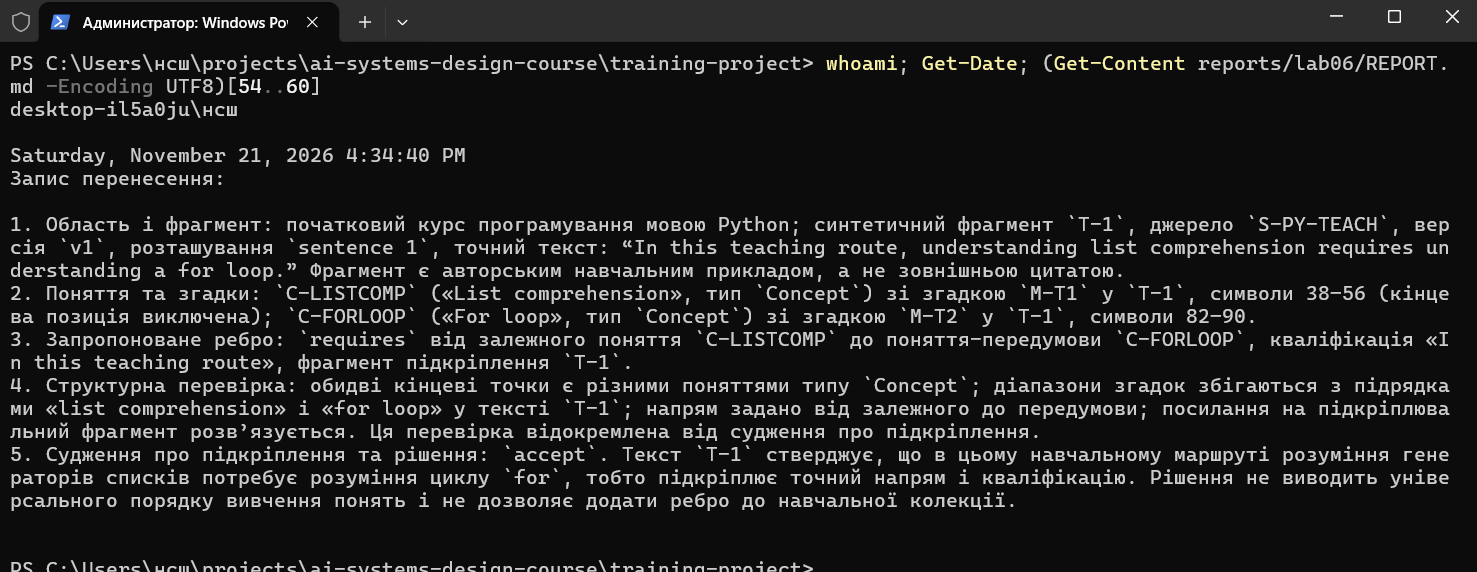 Администратор: Windows Po
PS C:\Users\нсш\projects\ai-systems-design-course\training-project> whoami; Get-Date; (Get-Content reports/lab06/REPORT.
md -Encoding UTF8)[54..60]
desktop-il5a0ju\нсш
Saturday, November 21, 2026 4:34:40 PM
Запис перенесення:
1. Область і фрагмент: початковий курс програмування мовою Python; синтетичний фрагмент `T-1`, джерело `S-PY-TEACH`, вер
сія `v1`, розташування `sentence 1`, точний текст: “In this teaching route, understanding list comprehension requires un
derstanding a for loop.” Фрагмент є авторським навчальним прикладом, а не зовнішньою цитатою.
2. Поняття та згадки: `C-LISTCOMP` («List comprehension», тип `Concept`) зі згадкою `M-T1` у `T-1`, символи 38-56 (кінце
ва позиція виключена); `C-FORLOOP` («For loop», тип `Concept`) зі згадкою `M-T2` у `T-1`, символи 82-90.
3. Запропоноване ребро: `requires` від залежного поняття `C-LISTCOMP` до поняття-передумови `C-FORLOOP`, кваліфікація «I
n this teaching route», фрагмент підкріплення `T-1`.
4. Структурна перевірка: обидві кінцеві точки є різними поняттями типу `Concept`; діапазони згадок збігаються з підрядка
ми «list comprehension» і «for loop» у тексті `T-1`; напрям задано від залежного до передумови; посилання на підкріплюва
льний фрагмент розв’язується. Ця перевірка відокремлена від судження про підкріплення.
5. Судження про підкріплення та рішення: `accept`. Текст `T-1` стверджує, що в цьому навчальному маршруті розуміння гене
раторів списків потребує розуміння циклу `for`, тобто підкріплює точний напрям і кваліфікацію. Рішення не виводить уніве
рсального порядку вивчення понять і не дозволяє додати ребро до навчальної колекції.
PS C:\Users\нсш\projects\ai-systems-design-course\training-project>